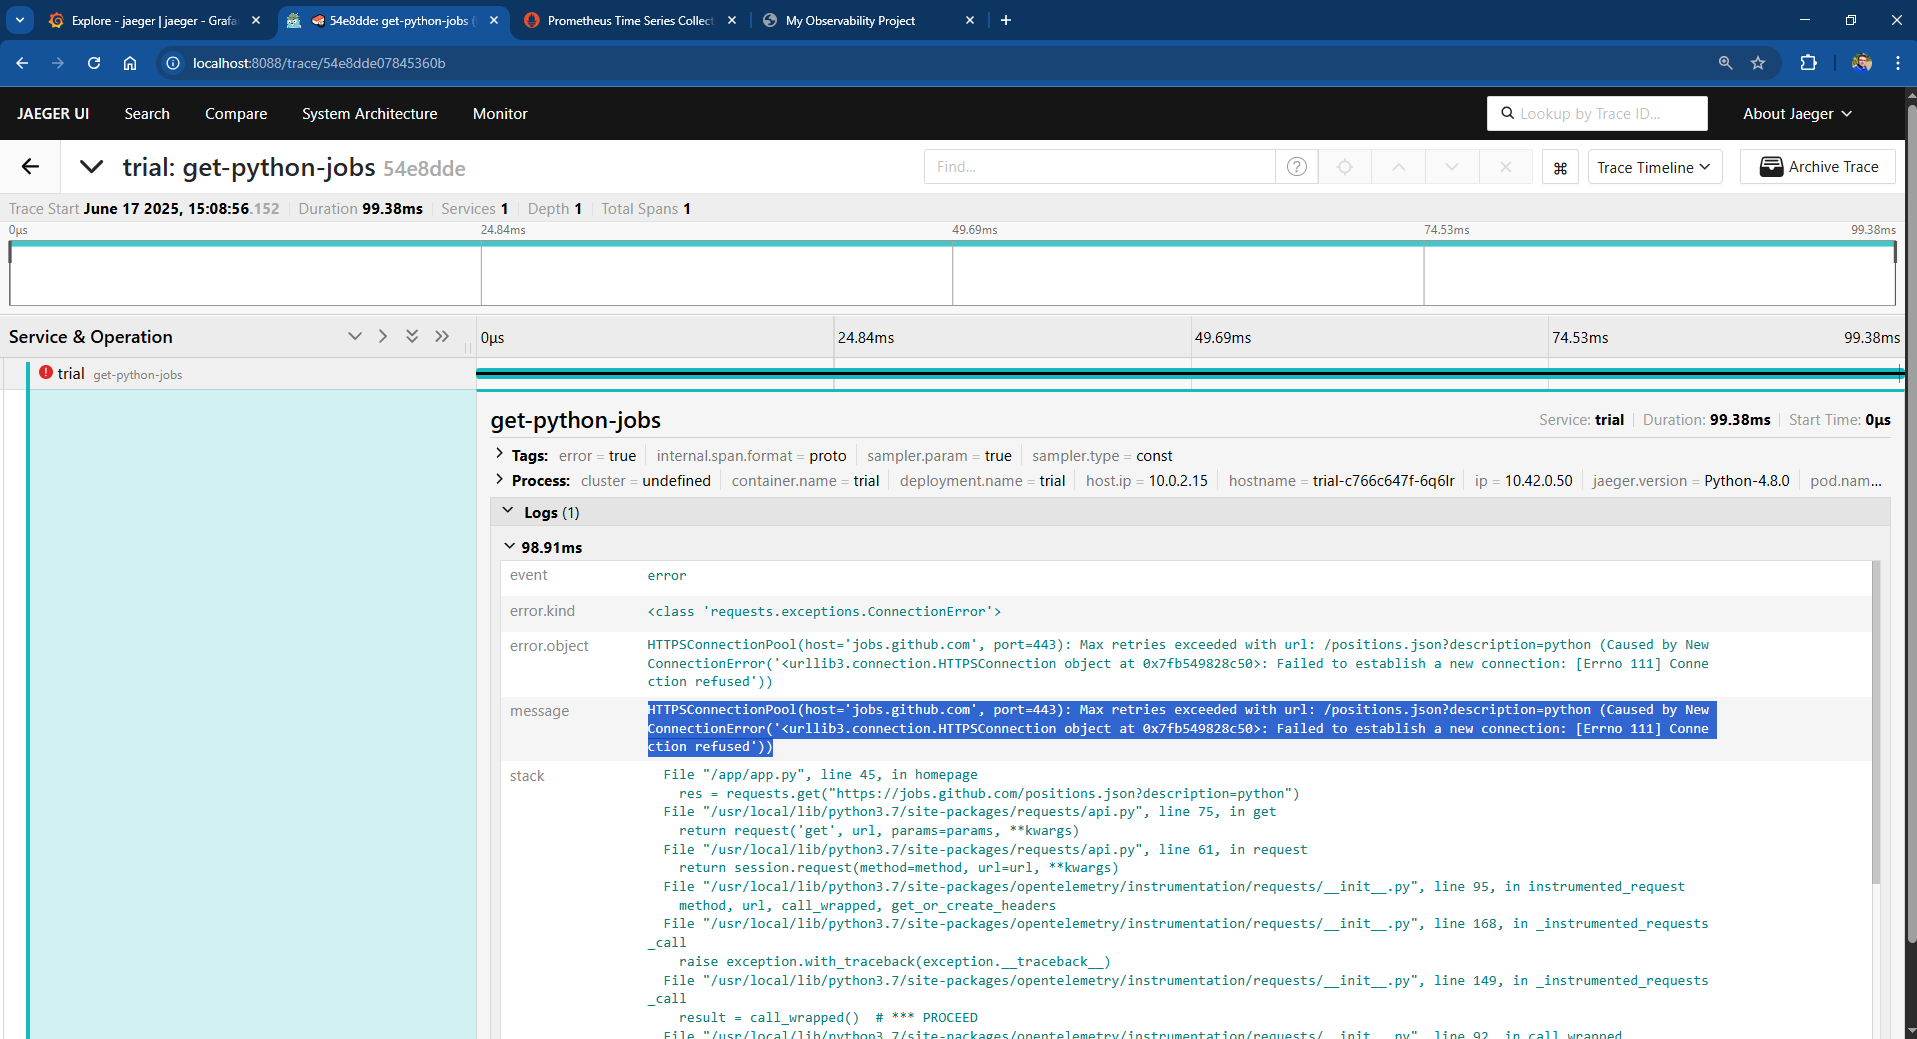 Explore - jaeger | jaeger - Grafa
54e8dde: get-python-jobs (
Prometheus Time Series Collect
My Observability Project
localhost:8088/trace/54e8dde07845360b
JAEGER UI Search Compare System Architecture Monitor Lookup by Trace ID... About Jaeger
trial: get-python-jobs 54e8dde Find... Trace Timeline Archive Trace
Trace Start June 17 2025, 15:08:56.152 Duration 99.38ms Services 1 Depth 1 Total Spans 1
0μs 24.84ms 49.69ms 74.53ms 99.38ms
Service & Operation 0μs 24.84ms 49.69ms 74.53ms 99.38ms
trial get-python-jobs
get-python-jobs Service: trial Duration: 99.38ms Start Time: 0μs
Tags: error = true internal.span.format = proto sampler.param = true sampler.type = const
Process: cluster = undefined container.name = trial deployment.name = trial host.ip = 10.0.2.15 hostname = trial-c766c647f-6q6lr ip = 10.42.0.50 jaeger.version = Python-4.8.0 pod.nam...
Logs (1)
98.91ms
event error
error.kind <class 'requests.exceptions.ConnectionError'>
error.object HTTPSConnectionPool(host='jobs.github.com', port=443): Max retries exceeded with url: /positions.json?description=python (Caused by New
ConnectionError('<urllib3.connection.HTTPSConnection object at 0x7fb549828c50>: Failed to establish a new connection: [Errno 111] Conne
ction refused'))
message HTTPSConnectionPool(host='jobs.github.com', port=443): Max retries exceeded with url: /positions.json?description=python (Caused by New
ConnectionError('<urllib3.connection.HTTPSConnection object at 0x7fb549828c50>: Failed to establish a new connection: [Errno 111] Conne
ction refused'))
stack File "/app/app.py", line 45, in homepage
res = requests.get("https://jobs.github.com/positions.json?description=python")
File "/usr/local/lib/python3.7/site-packages/requests/api.py", line 75, in get
return request('get', url, params=params, **kwargs)
File "/usr/local/lib/python3.7/site-packages/requests/api.py", line 61, in request
return session.request(method=method, url=url, **kwargs)
File "/usr/local/lib/python3.7/site-packages/opentelemetry/instrumentation/requests/__init__.py", line 95, in instrumented_request
method, url, call_wrapped, get_or_create_headers
File "/usr/local/lib/python3.7/site-packages/opentelemetry/instrumentation/requests/__init__.py", line 168, in _instrumented_requests
_call
raise exception.with_traceback(exception.__traceback__)
File "/usr/local/lib/python3.7/site-packages/opentelemetry/instrumentation/requests/__init__.py", line 149, in _instrumented_requests
_call
result = call_wrapped()  # *** PROCEED
File "/usr/local/lib/python3.7/site-packages/opentelemetry/instrumentation/requests/__init__.py", line 92, in call_wrapped